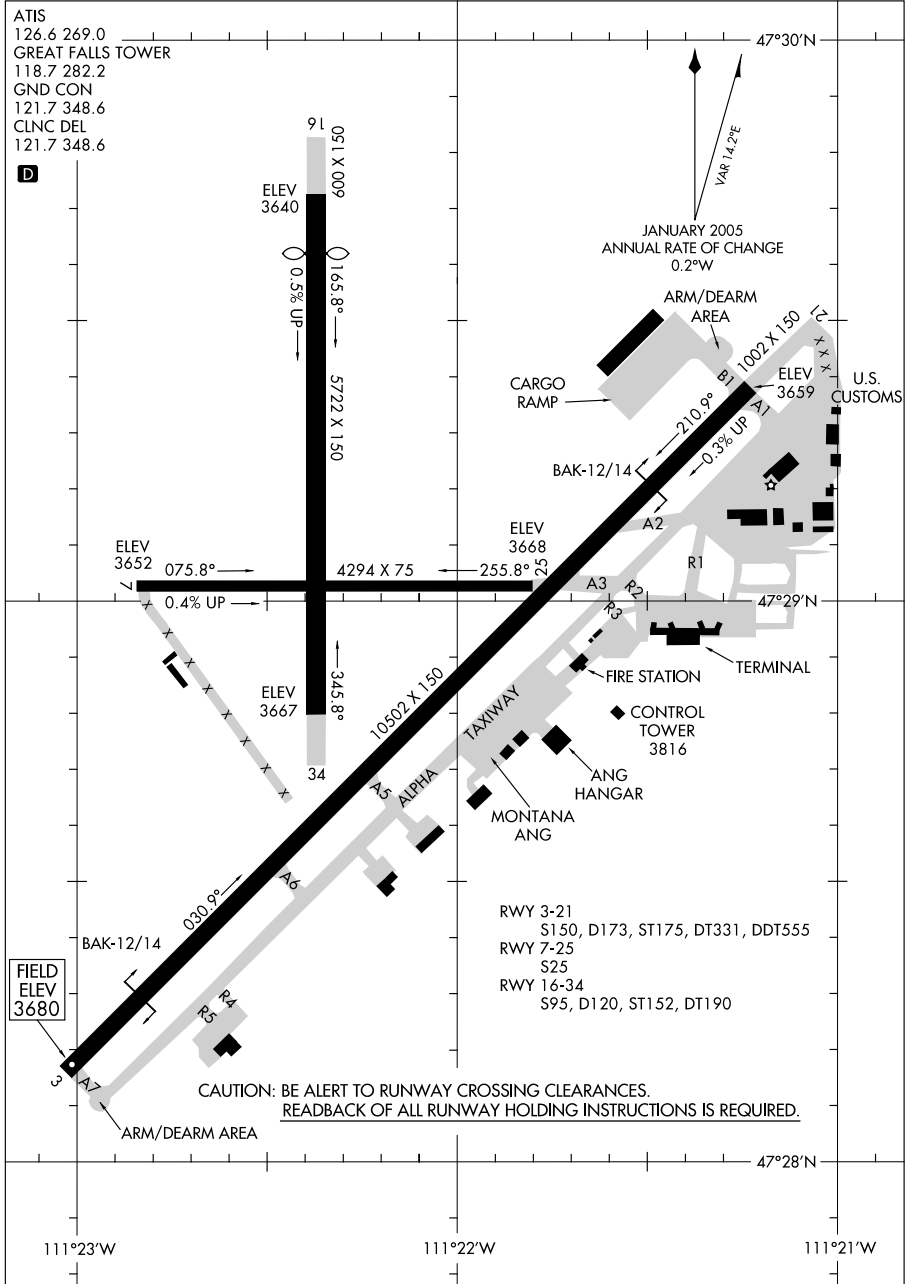 ATIS
126.6 269.0
GREAT FALLS TOWER
118.7 282.2
GND CON
121.7 348.6
CLNC DEL
121.7 348.6
D
47°30'N
VAR 14.2°E
JANUARY 2005
ANNUAL RATE OF CHANGE
0.2°W
16
600 X 150
ELEV
3640
0.5% UP
165.8°
5722 X 150
ARM/DEARM
AREA
21
1002 X 150
X X X
B1
A1
ELEV
3659
U.S.
CUSTOMS
CARGO
RAMP
210.9°
0.3% UP
BAK-12/14
A2
ELEV
3652
075.8°
4294 X 75
255.8°
ELEV
3668
25
7
0.4% UP
A3
R1
R2
R3
47°29'N
X X X X X X X X
TERMINAL
FIRE STATION
ELEV
3667
345.8°
34
10502 X 150
TAXIWAY
ALPHA
CONTROL
TOWER
3816
ANG
HANGAR
MONTANA
ANG
A5
A6
030.9°
BAK-12/14
RWY 3-21
S150, D173, ST175, DT331, DDT555
RWY 7-25
S25
RWY 16-34
S95, D120, ST152, DT190
FIELD
ELEV
3680
R4
R5
3
A7
CAUTION: BE ALERT TO RUNWAY CROSSING CLEARANCES.
READBACK OF ALL RUNWAY HOLDING INSTRUCTIONS IS REQUIRED.
ARM/DEARM AREA
47°28'N
111°23'W
111°22'W
111°21'W